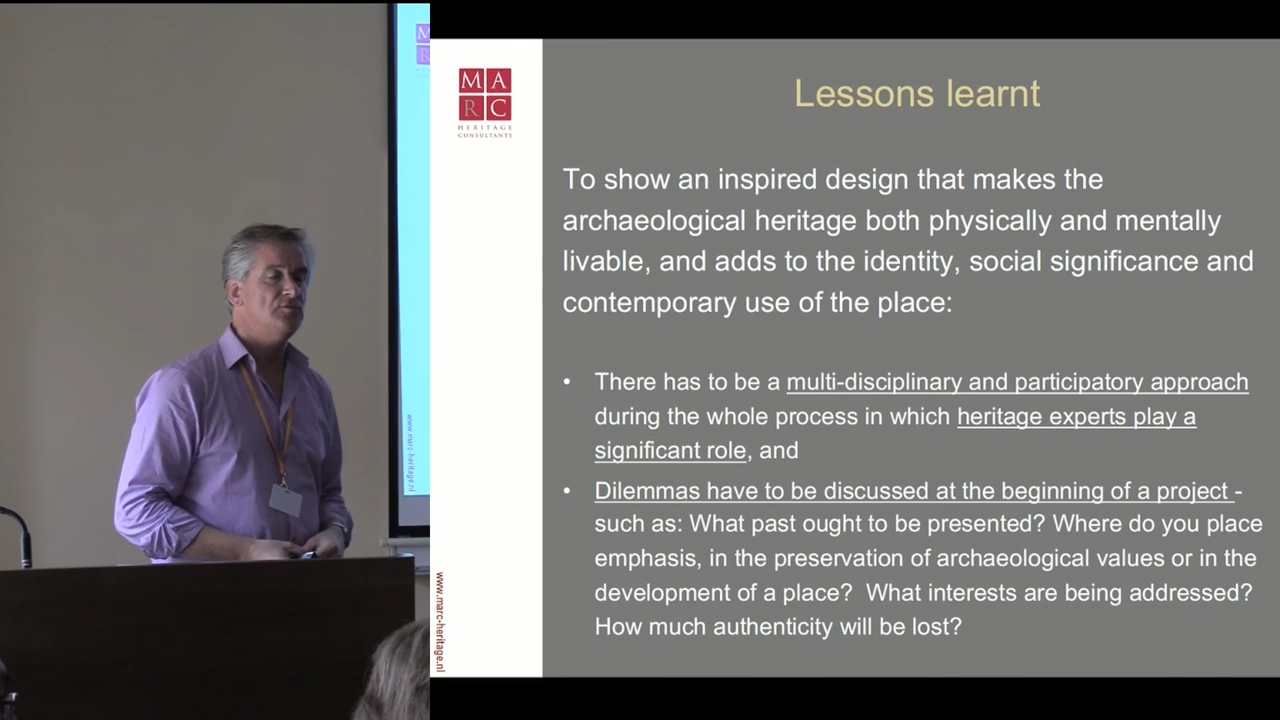 M A
R C
HERITAGE
CONSULTANTS
Lessons learnt
To show an inspired design that makes the
archaeological heritage both physically and mentally
livable, and adds to the identity, social significance and
contemporary use of the place:
• There has to be a multi-disciplinary and participatory approach
during the whole process in which heritage experts play a
significant role, and
• Dilemmas have to be discussed at the beginning of a project -
such as: What past ought to be presented? Where do you place
emphasis, in the preservation of archaeological values or in the
development of a place?  What interests are being addressed?
How much authenticity will be lost?
www.marc-heritage.nl
M
R
www.marc-heritage.nl